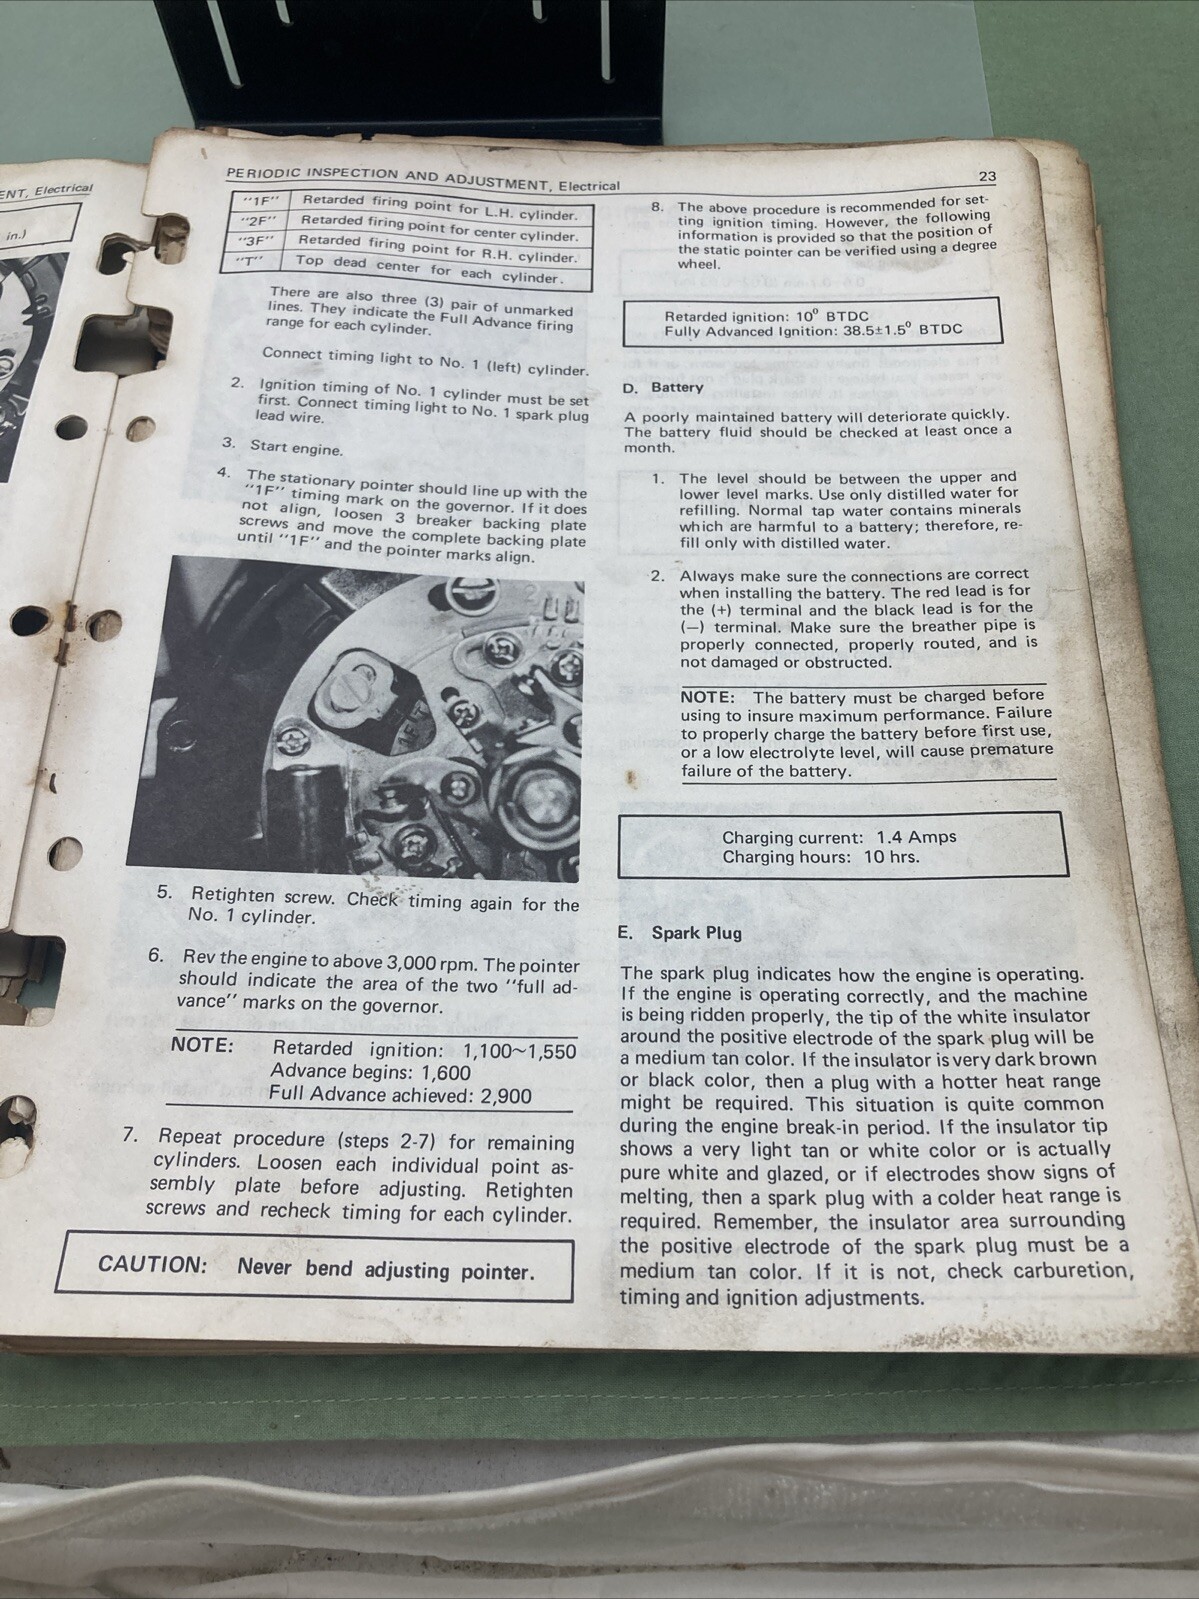 ENT, Electrical
in.)
PERIODIC INSPECTION AND ADJUSTMENT, Electrical
23
"1F" Retarded firing point for L.H. cylinder.
"2F" Retarded firing point for center cylinder.
"3F" Retarded firing point for R.H. cylinder.
"T" Top dead center for each cylinder.
There are also three (3) pair of unmarked
lines. They indicate the Full Advance firing
range for each cylinder.
Connect timing light to No. 1 (left) cylinder.
2. Ignition timing of No. 1 cylinder must be set
first. Connect timing light to No. 1 spark plug
lead wire.
3. Start engine.
4. The stationary pointer should line up with the
"1F" timing mark on the governor. If it does
not align, loosen 3 breaker backing plate
screws and move the complete backing plate
until "1F" and the pointer marks align.
5. Retighten screw. Check timing again for the
No. 1 cylinder.
6. Rev the engine to above 3,000 rpm. The pointer
should indicate the area of the two "full ad-
vance" marks on the governor.
NOTE: Retarded ignition: 1,100~1,550
Advance begins: 1,600
Full Advance achieved: 2,900
7. Repeat procedure (steps 2-7) for remaining
cylinders. Loosen each individual point as-
sembly plate before adjusting. Retighten
screws and recheck timing for each cylinder.
CAUTION: Never bend adjusting pointer.
8. The above procedure is recommended for set-
ting ignition timing. However, the following
information is provided so that the position of
the static pointer can be verified using a degree
wheel.
Retarded ignition: 10° BTDC
Fully Advanced Ignition: 38.5±1.5° BTDC
D. Battery
A poorly maintained battery will deteriorate quickly.
The battery fluid should be checked at least once a
month.
1. The level should be between the upper and
lower level marks. Use only distilled water for
refilling. Normal tap water contains minerals
which are harmful to a battery; therefore, re-
fill only with distilled water.
2. Always make sure the connections are correct
when installing the battery. The red lead is for
the (+) terminal and the black lead is for the
(—) terminal. Make sure the breather pipe is
properly connected, properly routed, and is
not damaged or obstructed.
NOTE: The battery must be charged before
using to insure maximum performance. Failure
to properly charge the battery before first use,
or a low electrolyte level, will cause premature
failure of the battery.
Charging current: 1.4 Amps
Charging hours: 10 hrs.
E. Spark Plug
The spark plug indicates how the engine is operating.
If the engine is operating correctly, and the machine
is being ridden properly, the tip of the white insulator
around the positive electrode of the spark plug will be
a medium tan color. If the insulator is very dark brown
or black color, then a plug with a hotter heat range
might be required. This situation is quite common
during the engine break-in period. If the insulator tip
shows a very light tan or white color or is actually
pure white and glazed, or if electrodes show signs of
melting, then a spark plug with a colder heat range is
required. Remember, the insulator area surrounding
the positive electrode of the spark plug must be a
medium tan color. If it is not, check carburetion,
timing and ignition adjustments.